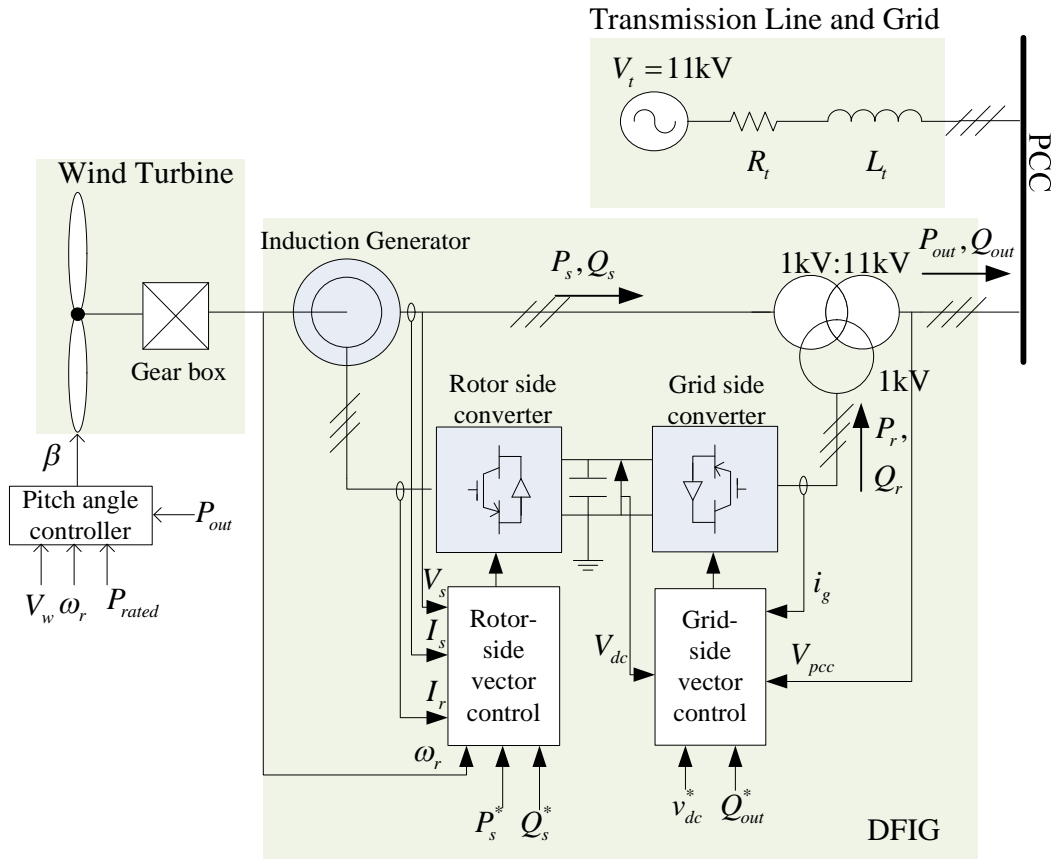 Transmission Line and Grid
V_t = 11kV
R_t
L_t
PCC
Wind Turbine
Induction Generator
P_s, Q_s
1kV:11kV
P_out, Q_out
Gear box
Rotor side
converter
Grid side
converter
1kV
P_r,
Q_r
β
Pitch angle
controller
P_out
V_w
ω_r
P_rated
V_s
I_s
I_r
ω_r
Rotor-
side
vector
control
P_s^*
Q_s^*
V_dc
Grid-
side
vector
control
i_g
V_pcc
v_dc^*
Q_out^*
DFIG